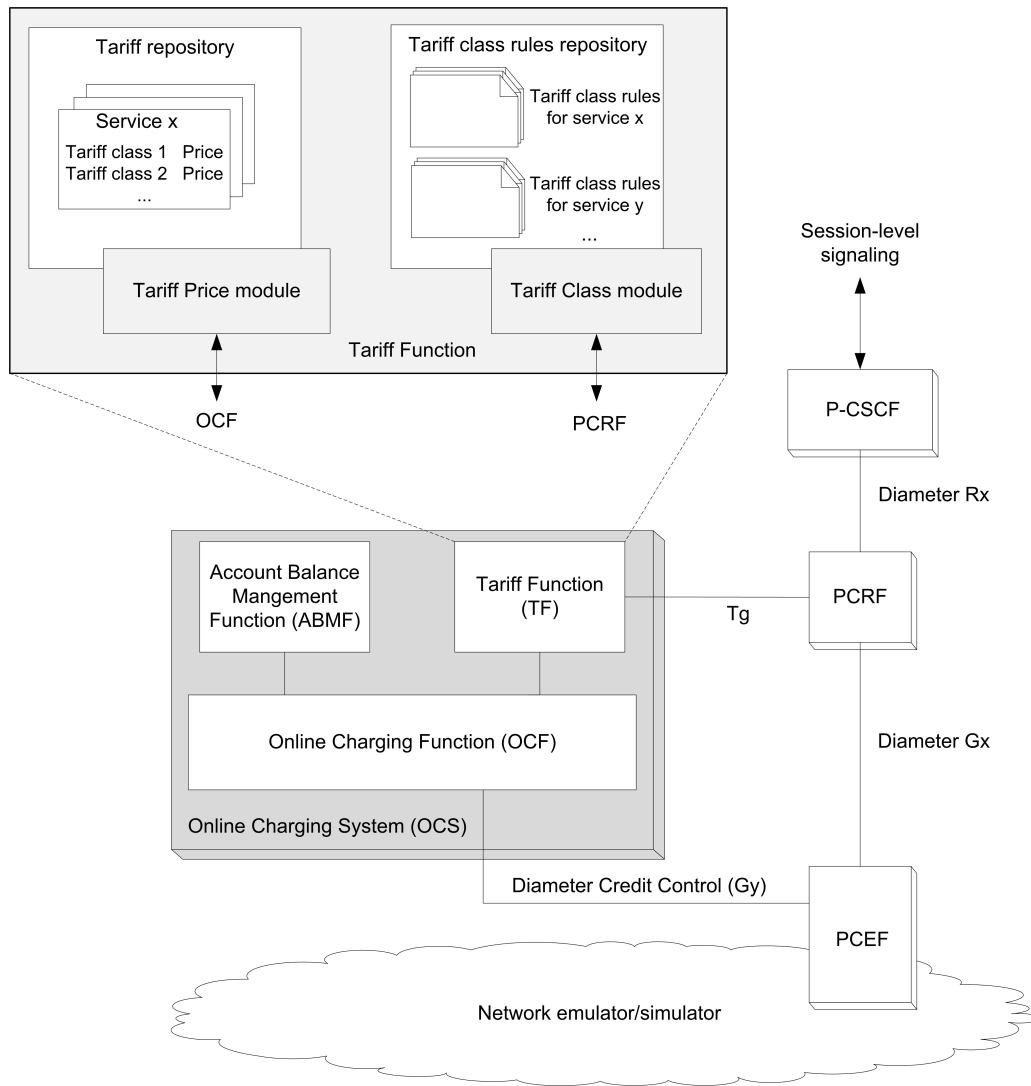 Tariff repository
Service x
Tariff class 1 Price
Tariff class 2 Price
...
Tariff Price module
Tariff class rules repository
Tariff class rules
for service x
Tariff class rules
for service y
...
Tariff Class module
Tariff Function
OCF
PCRF
Session-level
signaling
P-CSCF
Diameter Rx
Account Balance
Mangement
Function (ABMF)
Tariff Function
(TF)
Tg
PCRF
Online Charging Function (OCF)
Diameter Gx
Online Charging System (OCS)
Diameter Credit Control (Gy)
PCEF
Network emulator/simulator